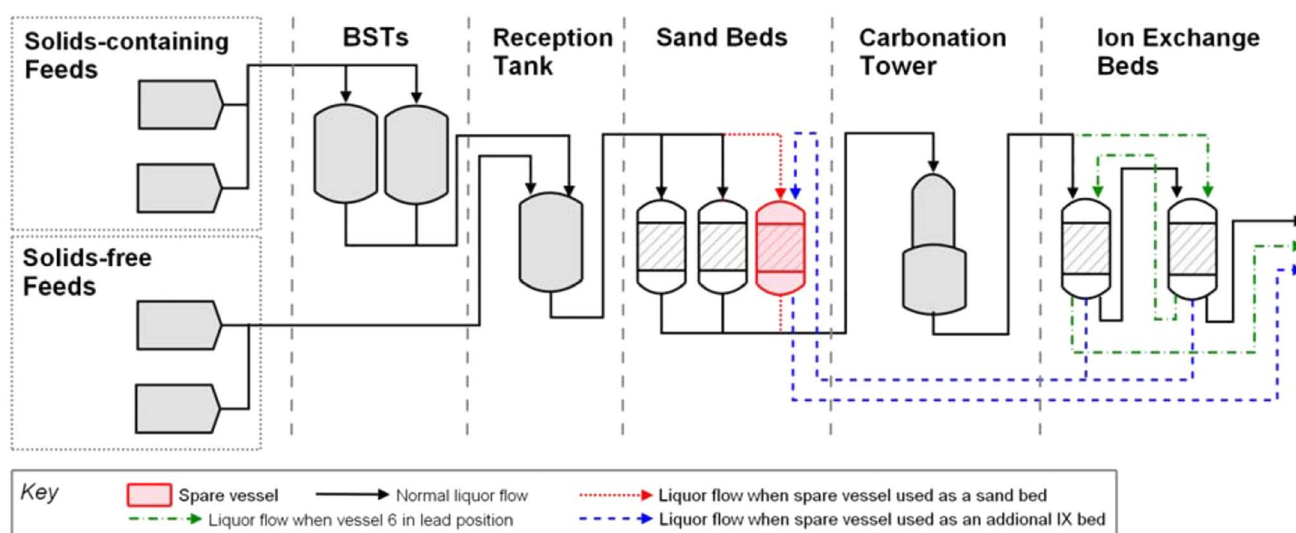 Solids-containing
Feeds
BSTs
Reception
Tank
Sand Beds
Carbonation
Tower
Ion Exchange
Beds
Solids-free
Feeds
Key
Spare vessel
Normal liquor flow
Liquor flow when spare vessel used as a sand bed
Liquor flow when vessel 6 in lead position
Liquor flow when spare vessel used as an addional IX bed